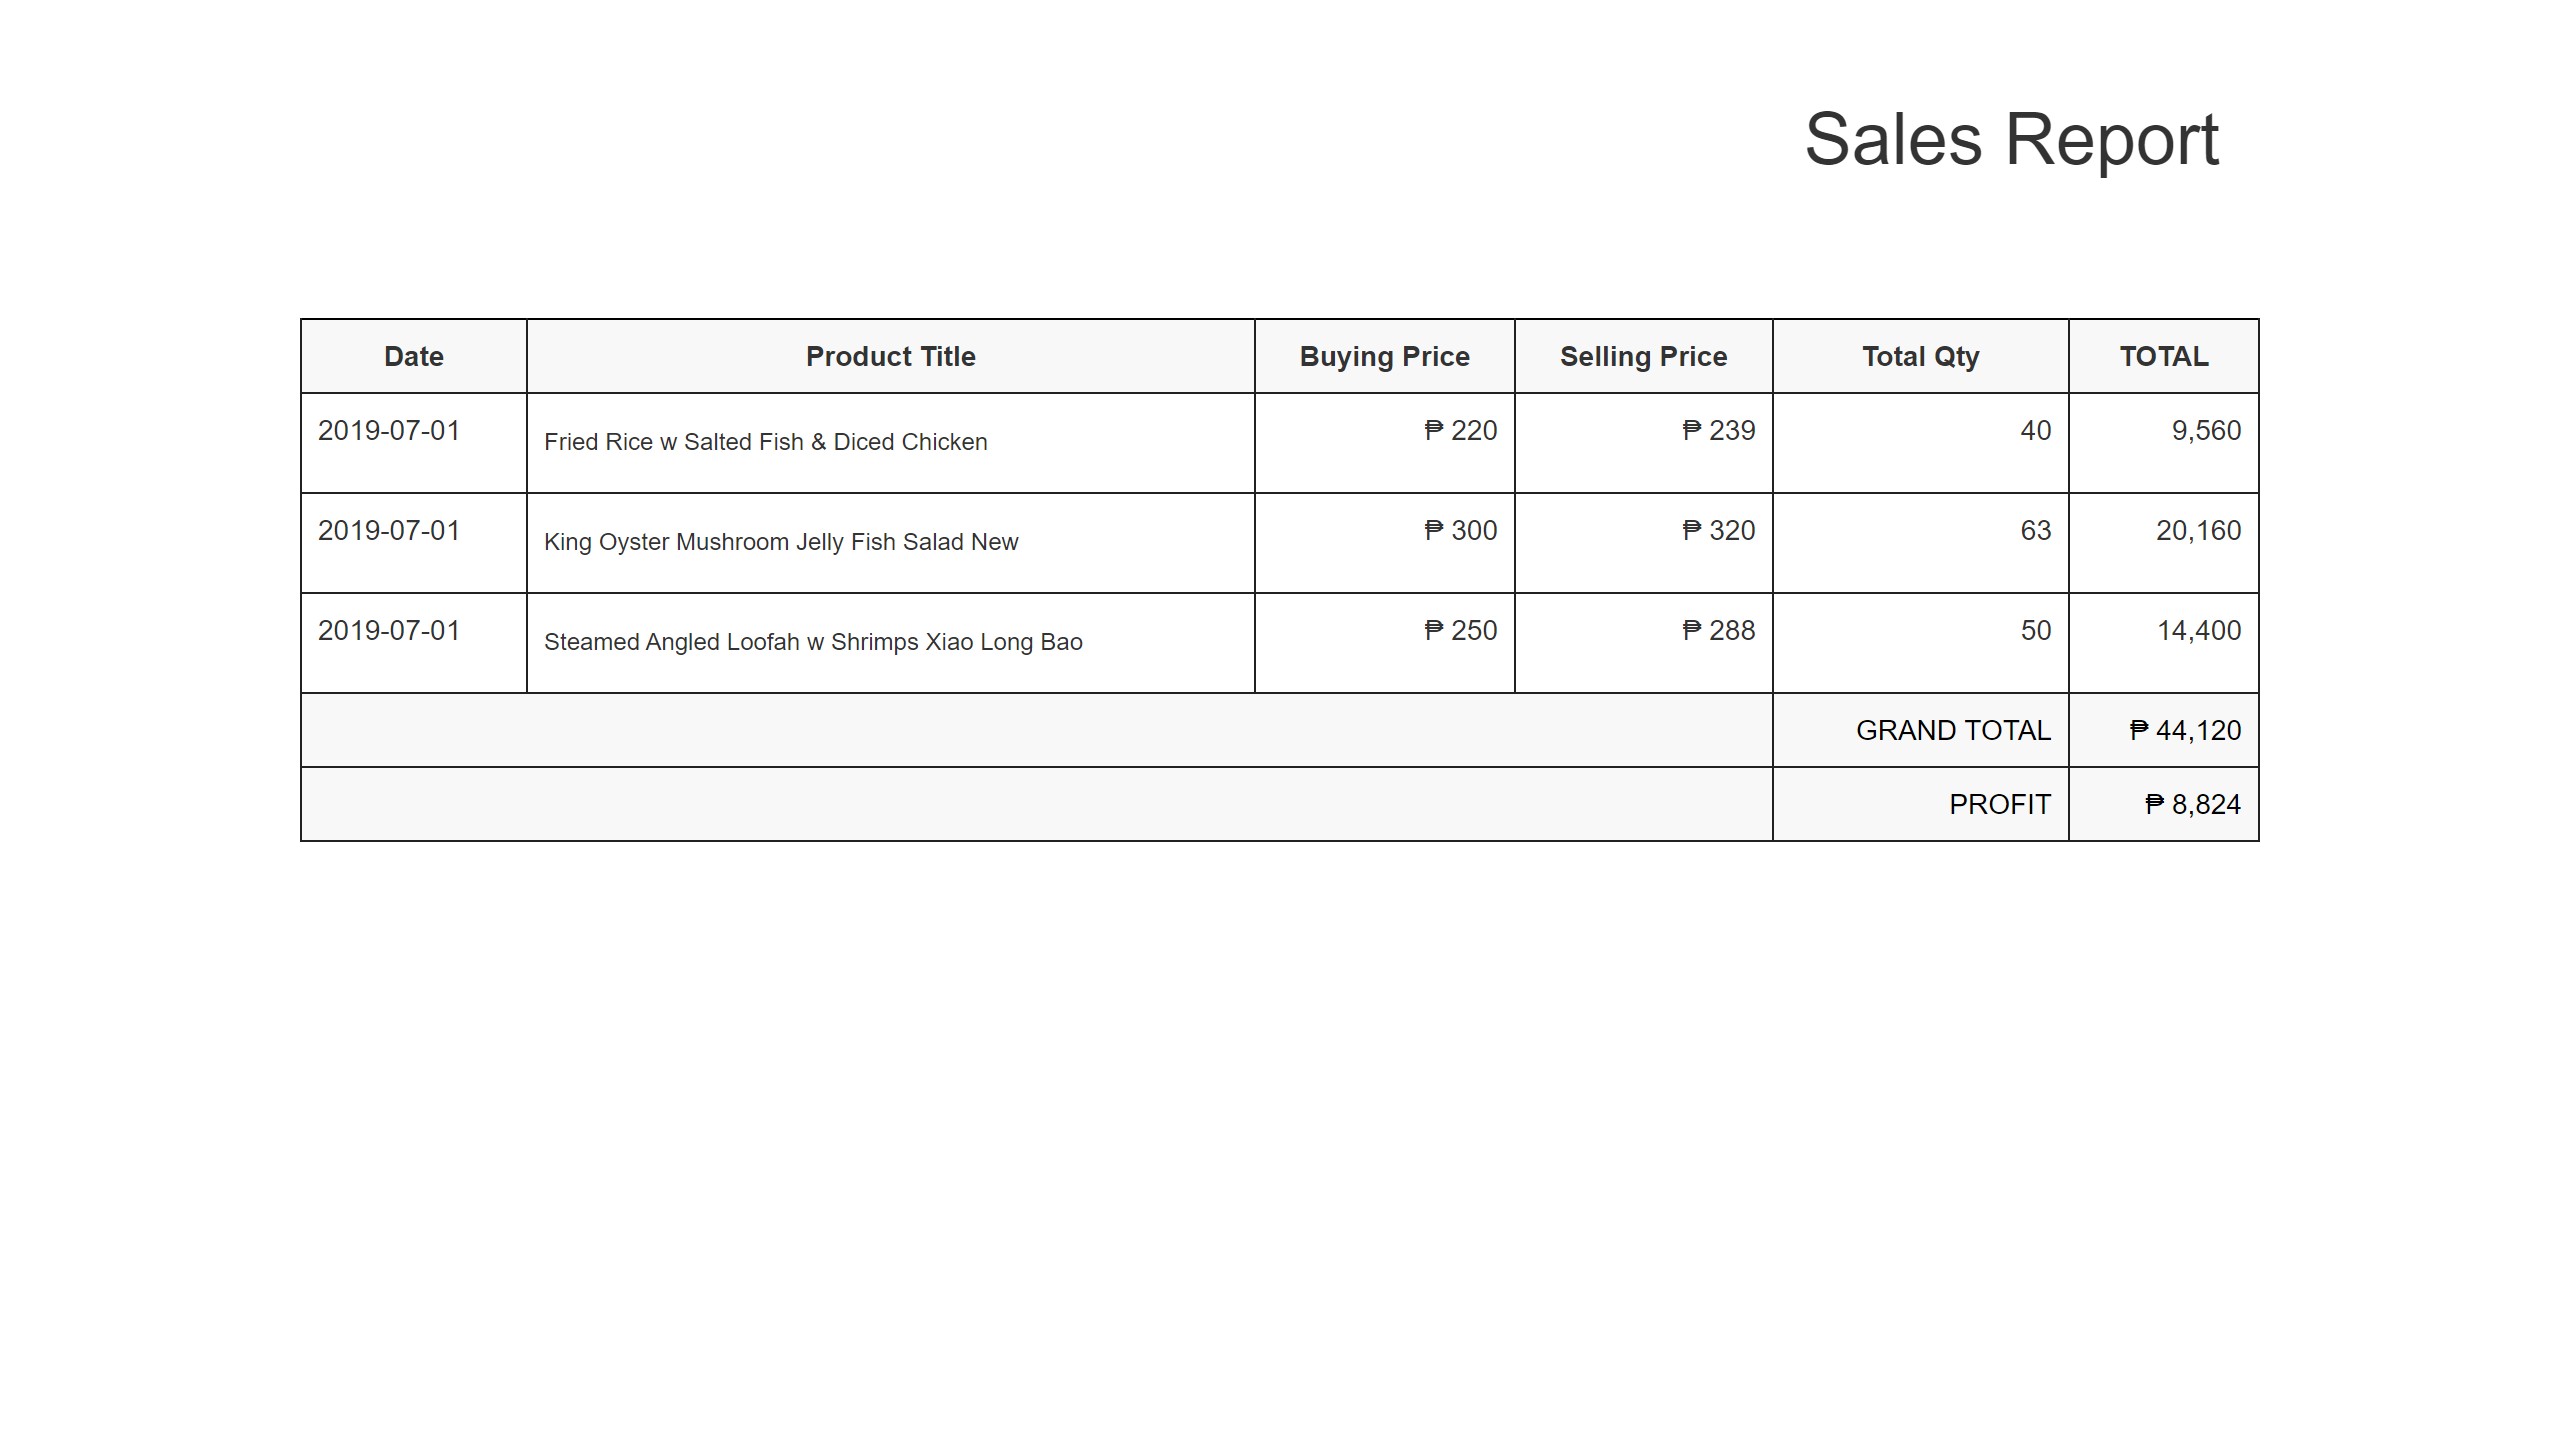 Sales Report
Date Product Title Buying Price Selling Price Total Qty TOTAL
2019-07-01 Fried Rice w Salted Fish & Diced Chicken ₱ 220 ₱ 239 40 9,560
2019-07-01 King Oyster Mushroom Jelly Fish Salad New ₱ 300 ₱ 320 63 20,160
2019-07-01 Steamed Angled Loofah w Shrimps Xiao Long Bao ₱ 250 ₱ 288 50 14,400
GRAND TOTAL ₱ 44,120
PROFIT ₱ 8,824